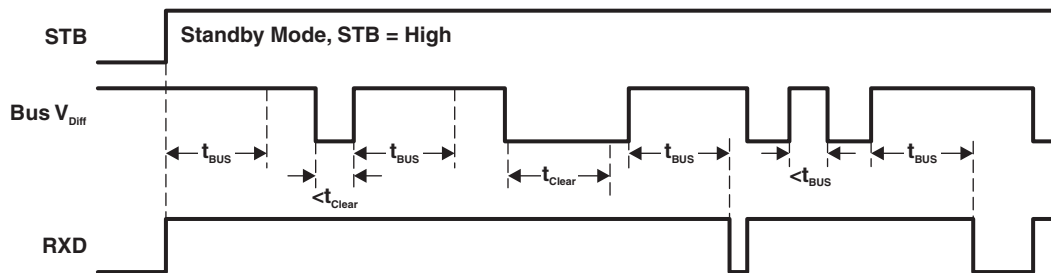 STB
Standby Mode, STB = High
Bus VDiff
tBUS
tBUS
tBUS
tBUS
<tClear
tClear
<tBUS
RXD